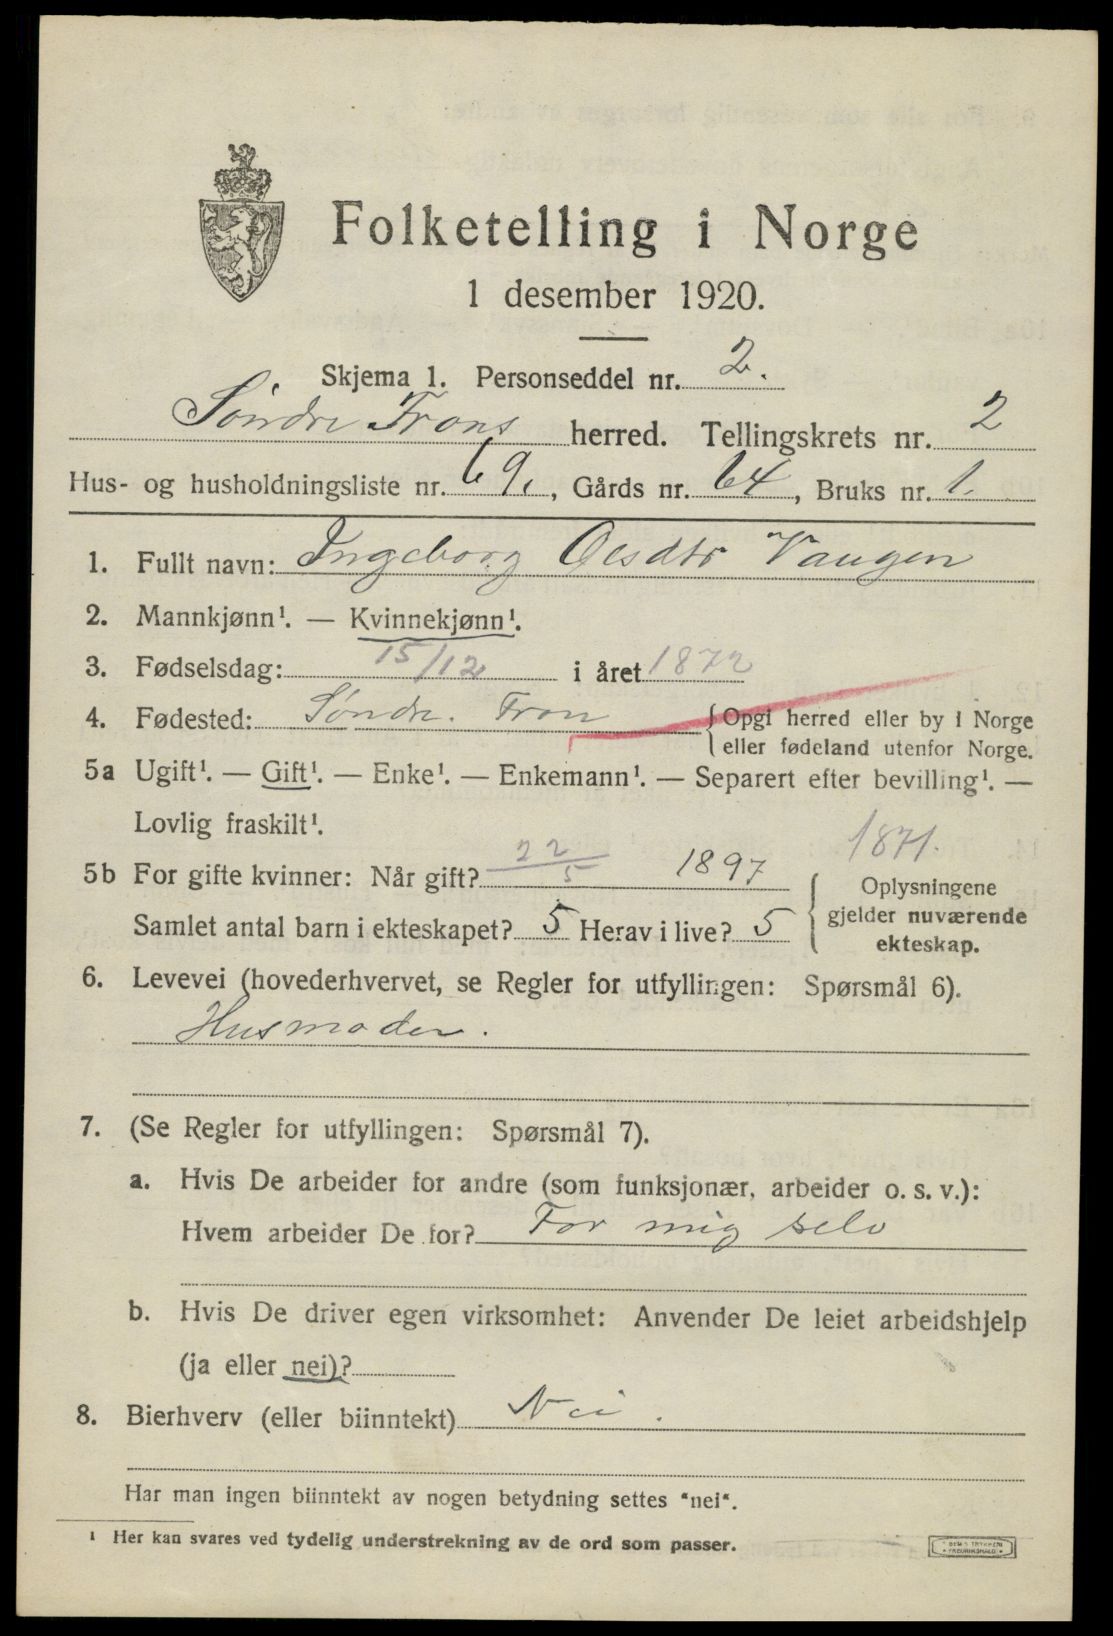 Folketelling i Norge
1 desember 1920.
Skjema 1. Personseddel nr. 2.
Søndre Frons herred. Tellingskrets nr. 2
Hus- og husholdningsliste nr. 69, Gårds nr. 64, Bruks nr. 1.
1. Fullt navn: Ingeborg Olsdtr Vangen
2. Mannkjønn¹. — Kvinnekjønn¹.
3. Fødselsdag: 15/12 i året 1872
4. Fødested: Søndre Fron {Opgi herred eller by i Norge
eller fødeland utenfor Norge.
5a Ugift¹. — Gift¹. — Enke¹. — Enkemann¹. — Separert efter bevilling¹. —
Lovlig fraskilt¹.
1871.
5b For gifte kvinner: Når gift? 22/5 1897
Samlet antal barn i ekteskapet? 5 Herav i live? 5
{ Oplysningene
gjelder nuværende
ekteskap.
6. Levevei (hovederhvervet, se Regler for utfyllingen: Spørsmål 6).
Husmoder.
7. (Se Regler for utfyllingen: Spørsmål 7).
a. Hvis De arbeider for andre (som funksjonær, arbeider o. s. v.):
Hvem arbeider De for? For mig selv
b. Hvis De driver egen virksomhet: Anvender De leiet arbeidshjelp
(ja eller nei)?
8. Bierhverv (eller biinntekt) Nei.
Har man ingen biinntekt av nogen betydning settes "nei".
¹ Her kan svares ved tydelig understrekning av de ord som passer.